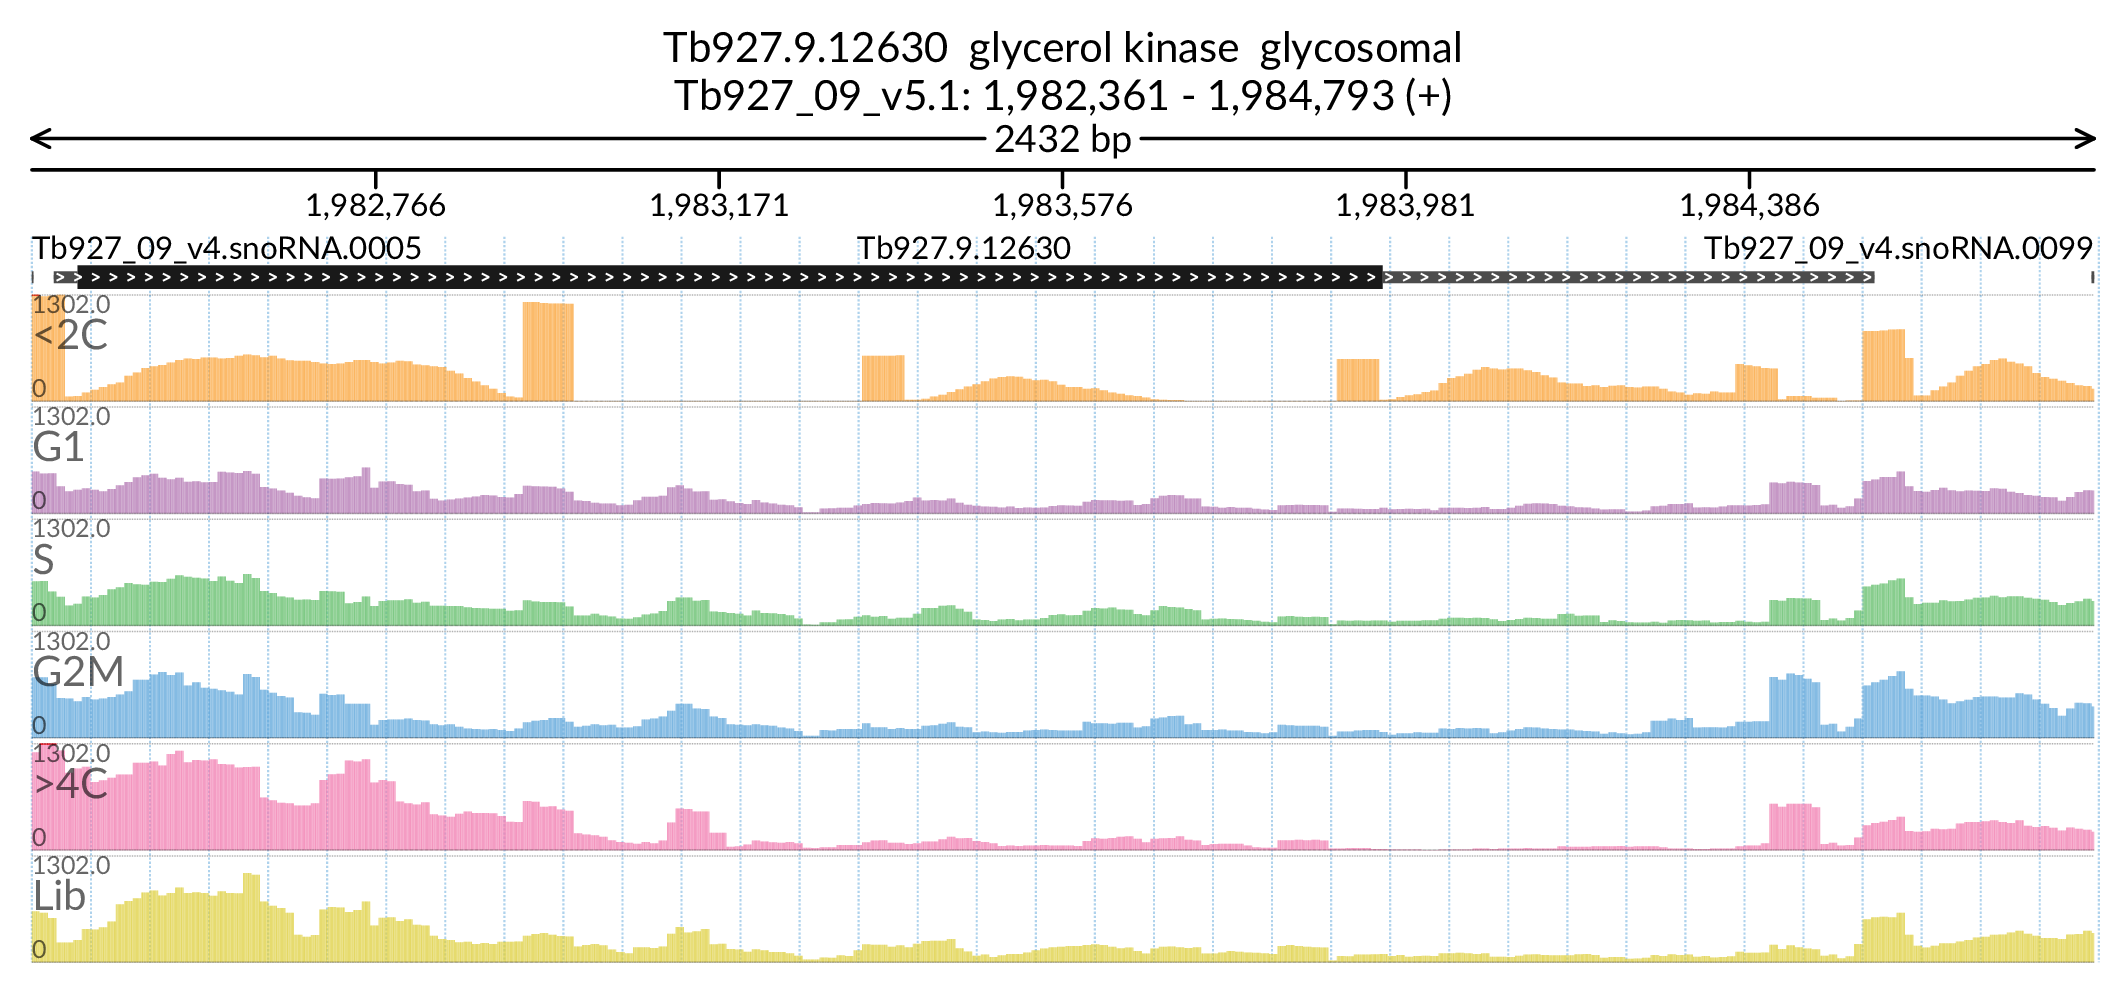 Tb927.9.12630  glycerol kinase  glycosomal
Tb927_09_v5.1: 1,982,361 - 1,984,793 (+)
2432 bp
1,982,766 1,983,171 1,983,576 1,983,981 1,984,386
Tb927_09_v4.snoRNA.0005 Tb927.9.12630 Tb927_09_v4.snoRNA.0099
1302.0
<2C
0
1302.0
G1
0
1302.0
S
0
1302.0
G2M
0
1302.0
>4C
0
1302.0
Lib
0